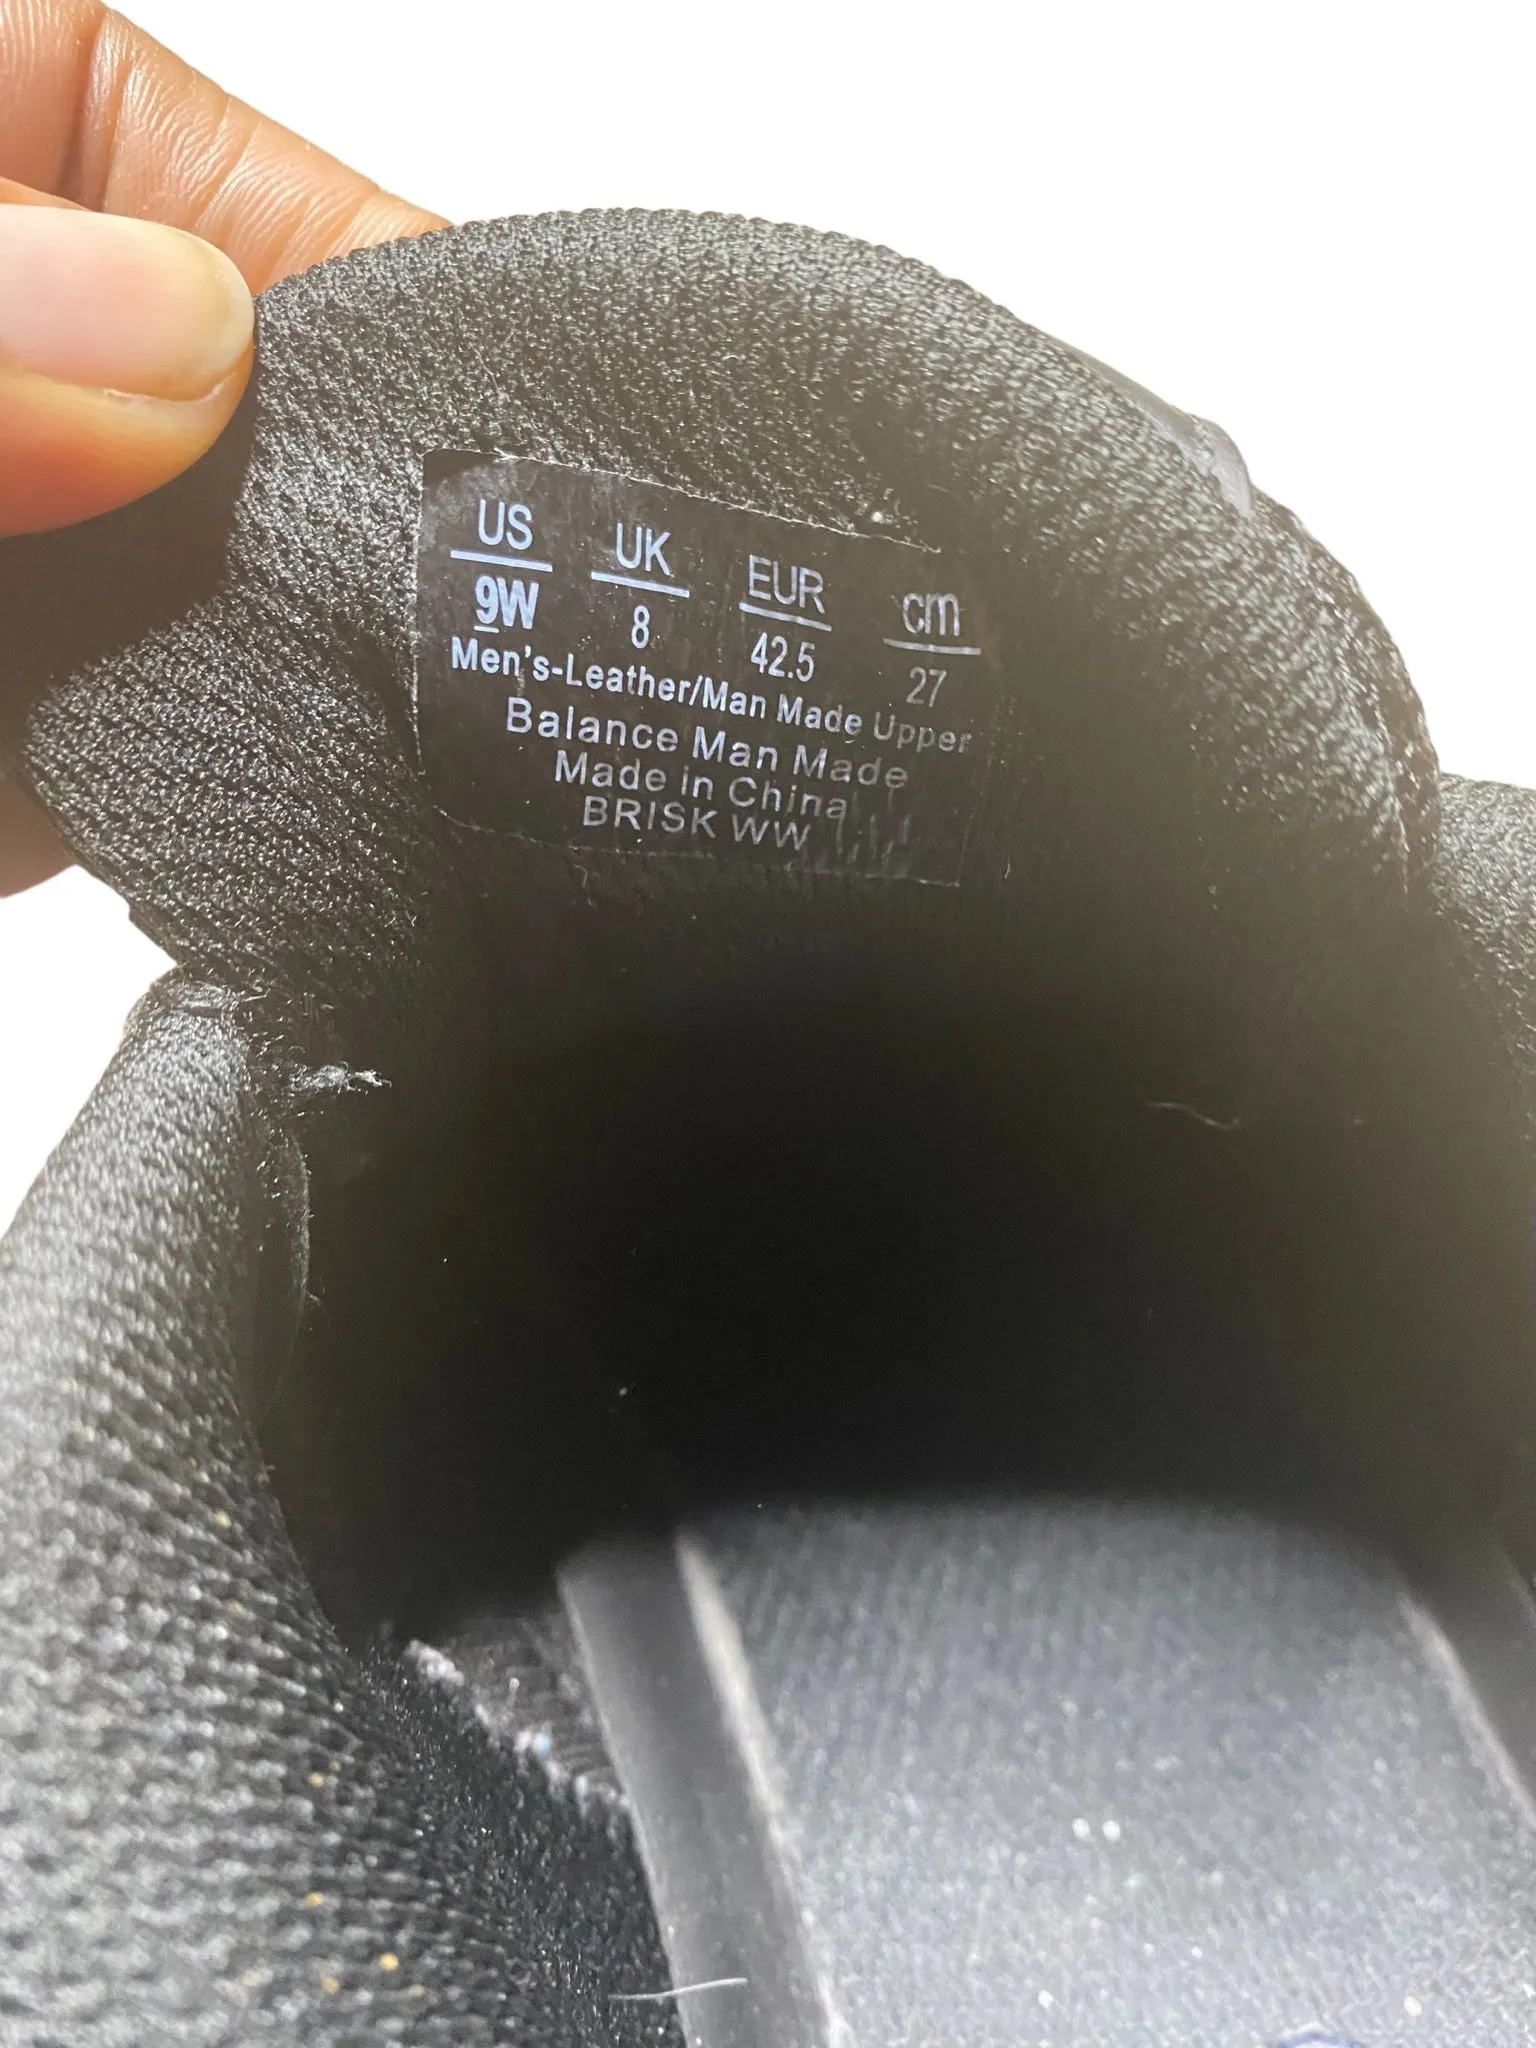 US UK EUR cm
9W 8 42.5 27
Men's-Leather/Man Made Upper
Balance Man Made
Made in China
BRISK WW